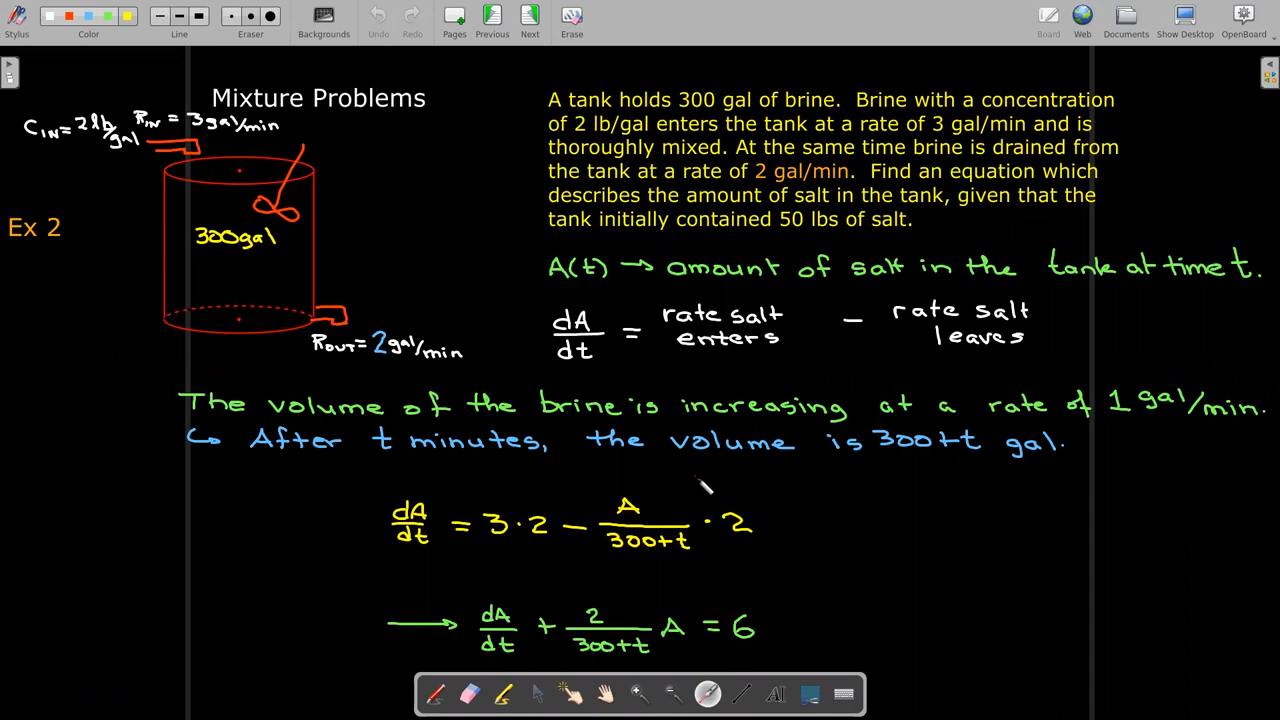 Stylus
Color
Line
Eraser
Backgrounds
Undo
Redo
Pages
Previous
Next
Erase
Board
Web
Documents
Show Desktop
OpenBoard
Mixture Problems
C_IN = 2 lb/gal R_IN = 3 gal/min
Ex 2
300 gal
R_OUT = 2 gal/min
A tank holds 300 gal of brine. Brine with a concentration
of 2 lb/gal enters the tank at a rate of 3 gal/min and is
thoroughly mixed. At the same time brine is drained from
the tank at a rate of 2 gal/min. Find an equation which
describes the amount of salt in the tank, given that the
tank initially contained 50 lbs of salt.
A(t) → amount of salt in the tank at time t.
dA/dt = rate salt enters − rate salt leaves
The volume of the brine is increasing at a rate of 1 gal/min.
↪ After t minutes, the volume is 300+t gal.
dA/dt = 3·2 − A/(300+t) · 2
→ dA/dt + 2/(300+t) A = 6
AI